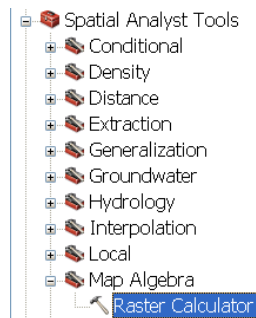 Spatial Analyst Tools
Conditional
Density
Distance
Extraction
Generalization
Groundwater
Hydrology
Interpolation
Local
Map Algebra
Raster Calculator